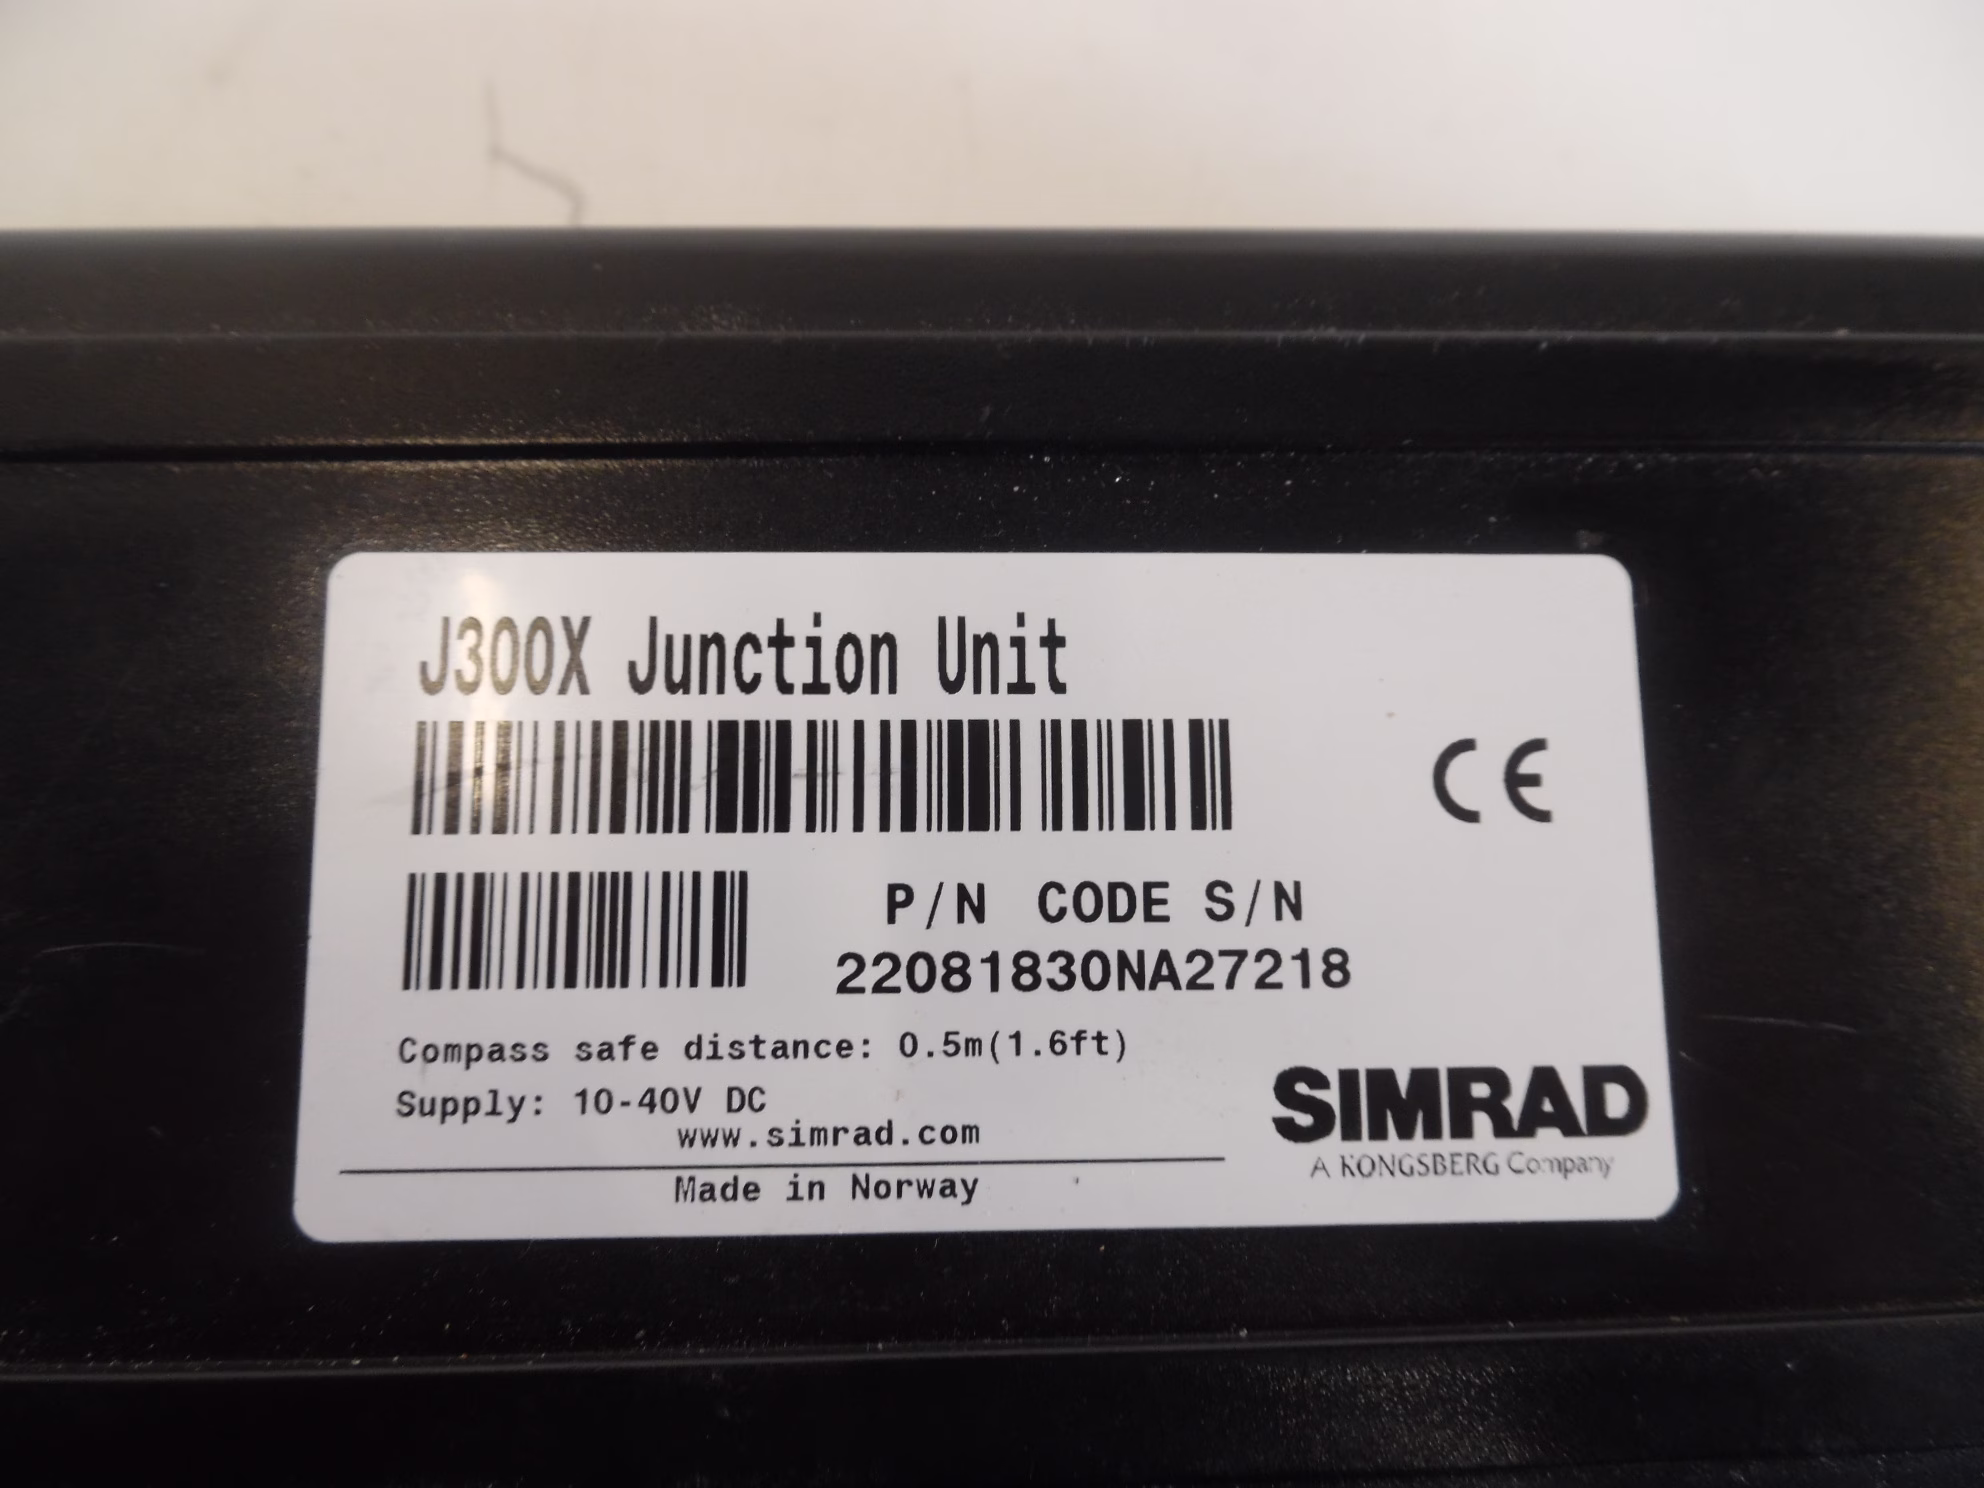 J300X Junction Unit
CE
P/N CODE S/N
22081830NA27218
Compass safe distance: 0.5m(1.6ft)
Supply: 10-40V DC
www.simrad.com
Made in Norway
SIMRAD
A KONGSBERG Company